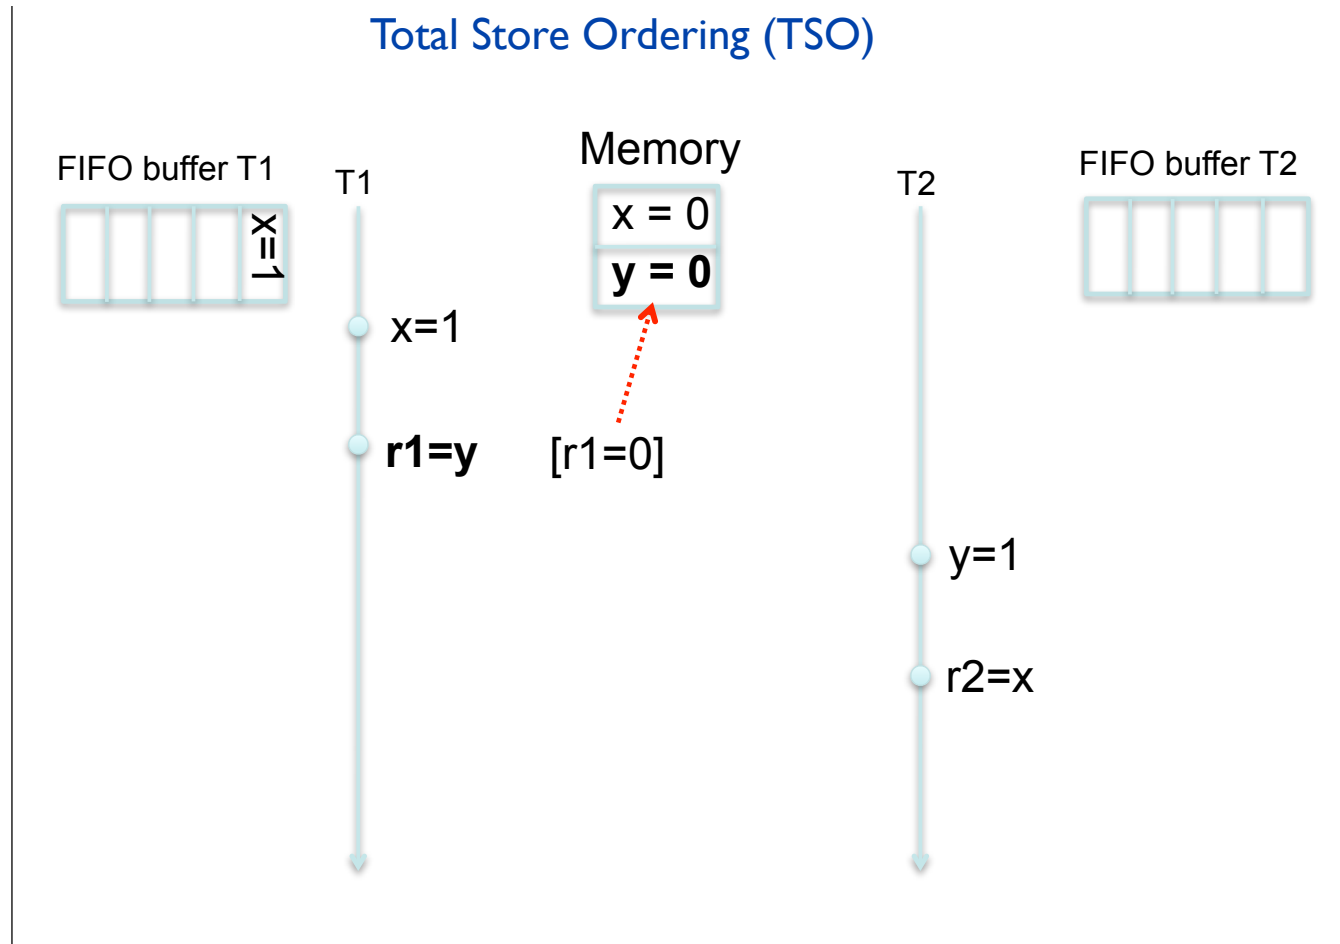 Total Store Ordering (TSO)
Memory
FIFO buffer T1
T1
T2
FIFO buffer T2
x=1
x = 0
y = 0
x=1
r1=y
[r1=0]
y=1
r2=x